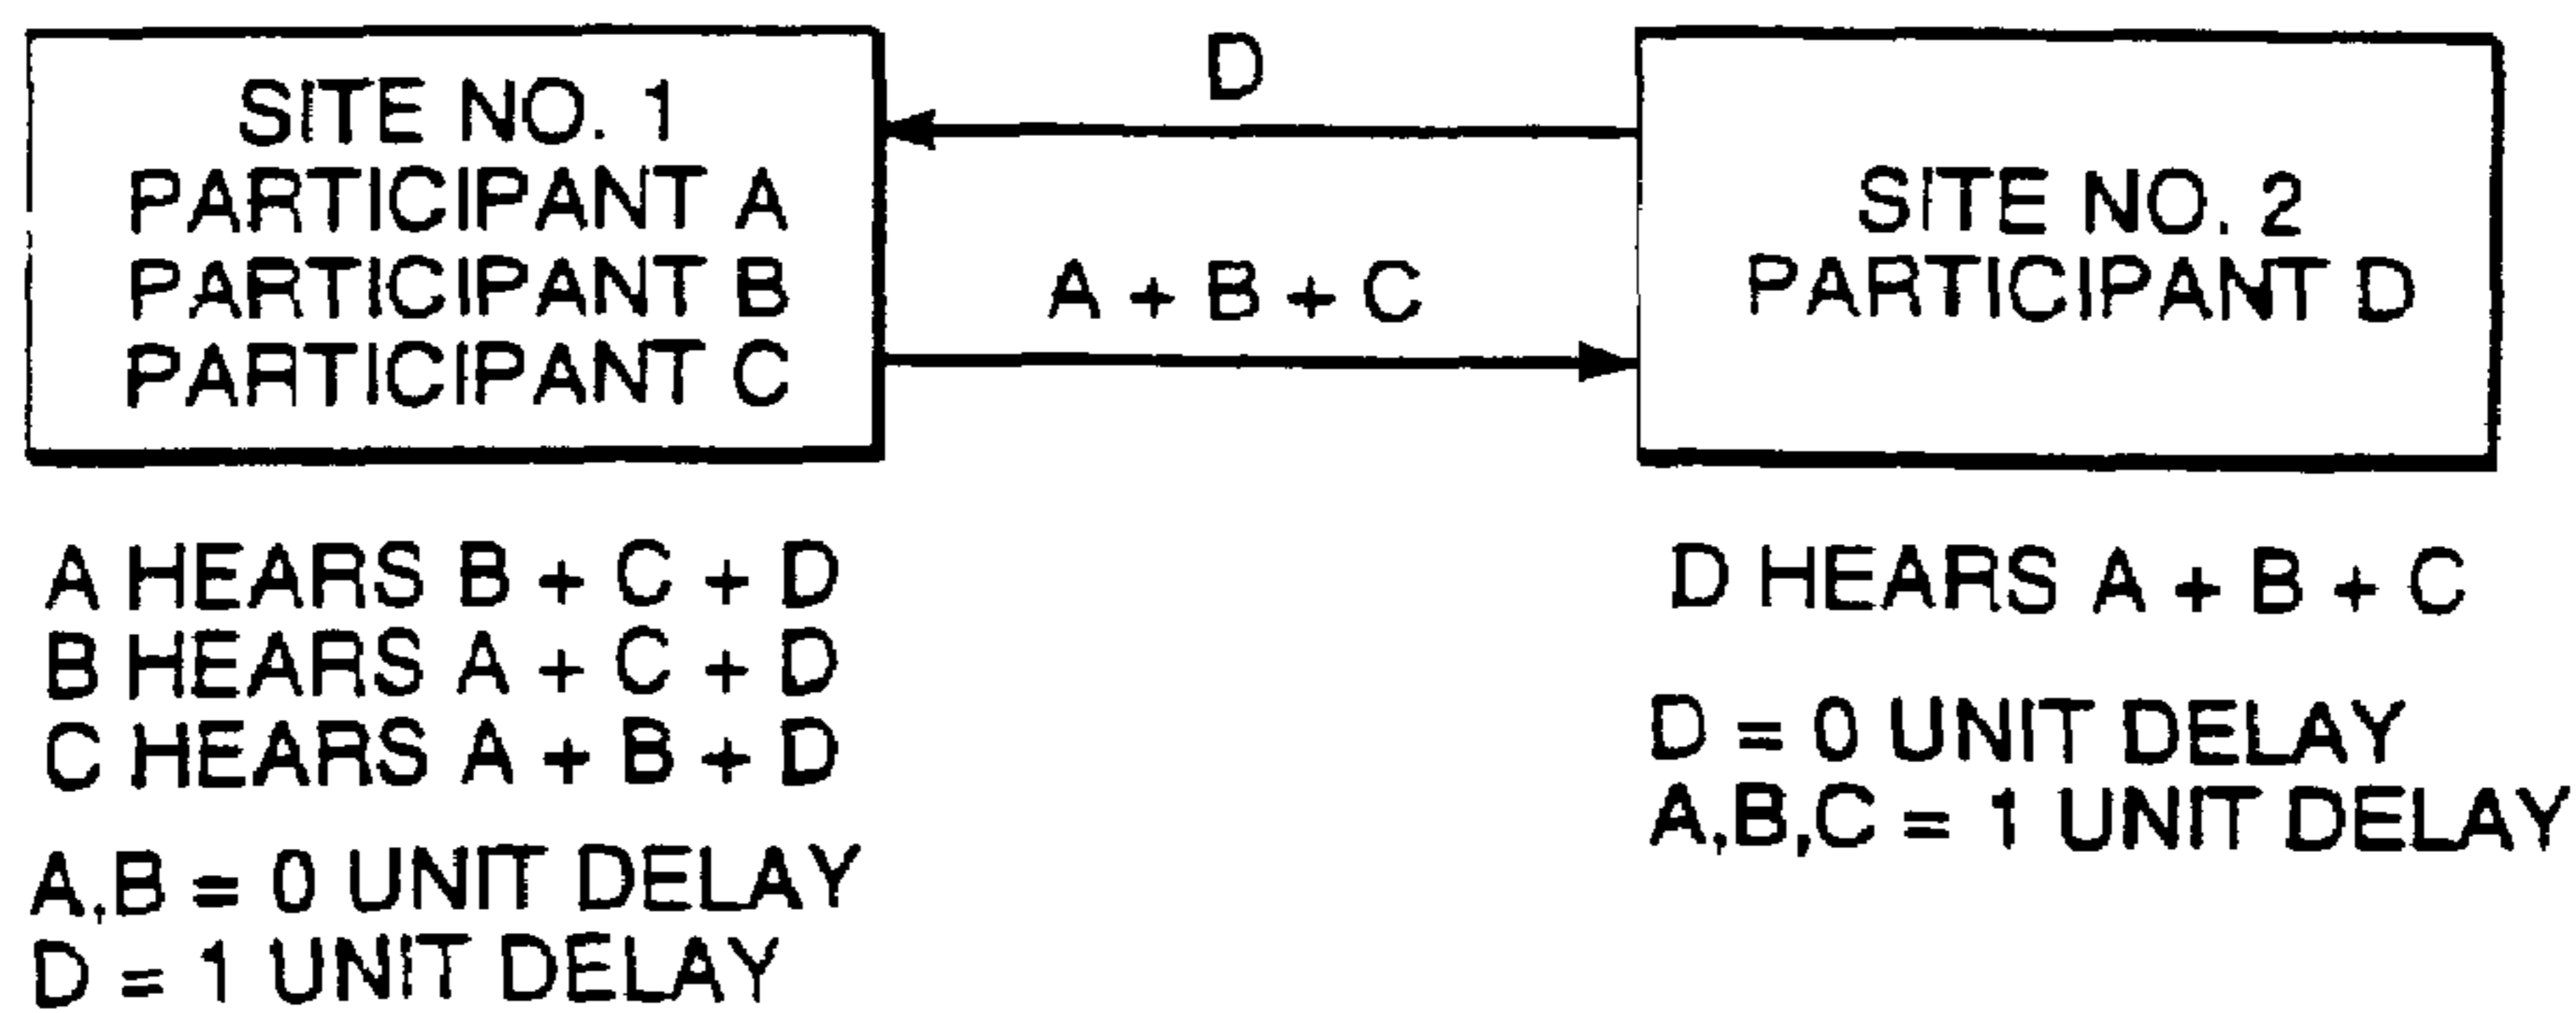 SITE NO. 1
PARTICIPANT A
PARTICIPANT B
PARTICIPANT C
D
A + B + C
SITE NO. 2
PARTICIPANT D
A HEARS B + C + D
B HEARS A + C + D
C HEARS A + B + D
A,B = 0 UNIT DELAY
D = 1 UNIT DELAY
D HEARS A + B + C
D = 0 UNIT DELAY
A,B,C = 1 UNIT DELAY